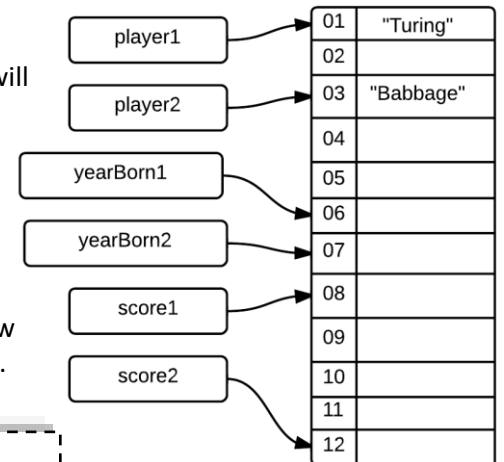 player1
01 "Turing"
02
will
player2
03 "Babbage"
04
yearBorn1
05
06
yearBorn2
07
score1
08
09
score2
10
11
12